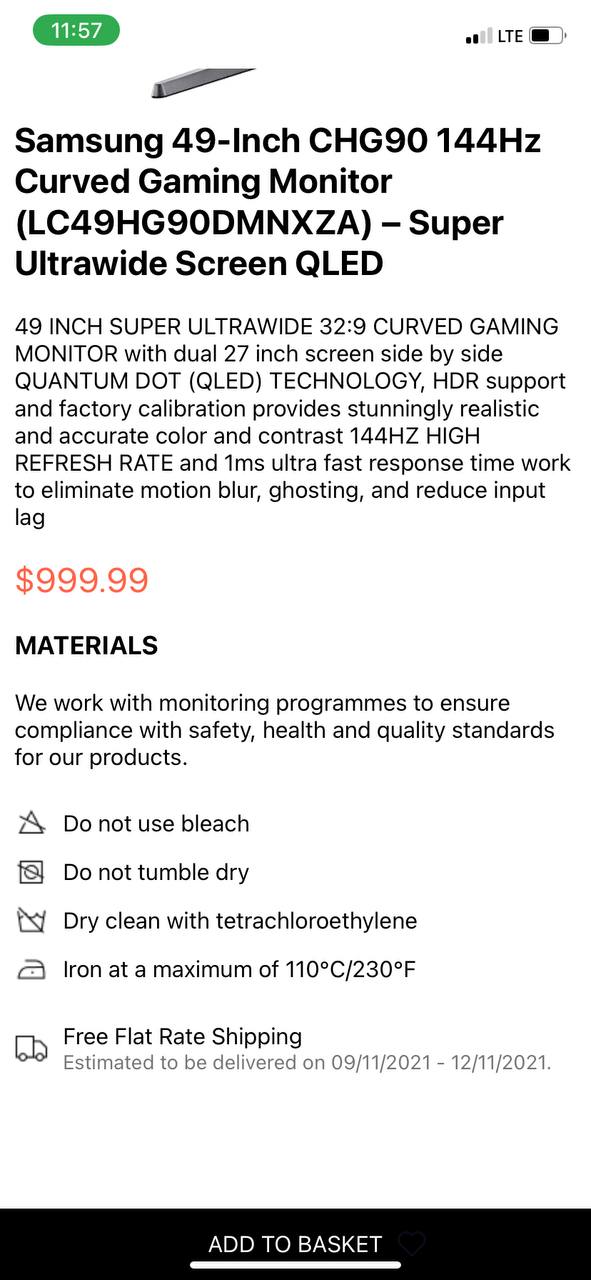 11:57
LTE
Samsung 49-Inch CHG90 144Hz
Curved Gaming Monitor
(LC49HG90DMNXZA) – Super
Ultrawide Screen QLED
49 INCH SUPER ULTRAWIDE 32:9 CURVED GAMING
MONITOR with dual 27 inch screen side by side
QUANTUM DOT (QLED) TECHNOLOGY, HDR support
and factory calibration provides stunningly realistic
and accurate color and contrast 144HZ HIGH
REFRESH RATE and 1ms ultra fast response time work
to eliminate motion blur, ghosting, and reduce input
lag
$999.99
MATERIALS
We work with monitoring programmes to ensure
compliance with safety, health and quality standards
for our products.
Do not use bleach
Do not tumble dry
Dry clean with tetrachloroethylene
Iron at a maximum of 110°C/230°F
Free Flat Rate Shipping
Estimated to be delivered on 09/11/2021 - 12/11/2021.
ADD TO BASKET